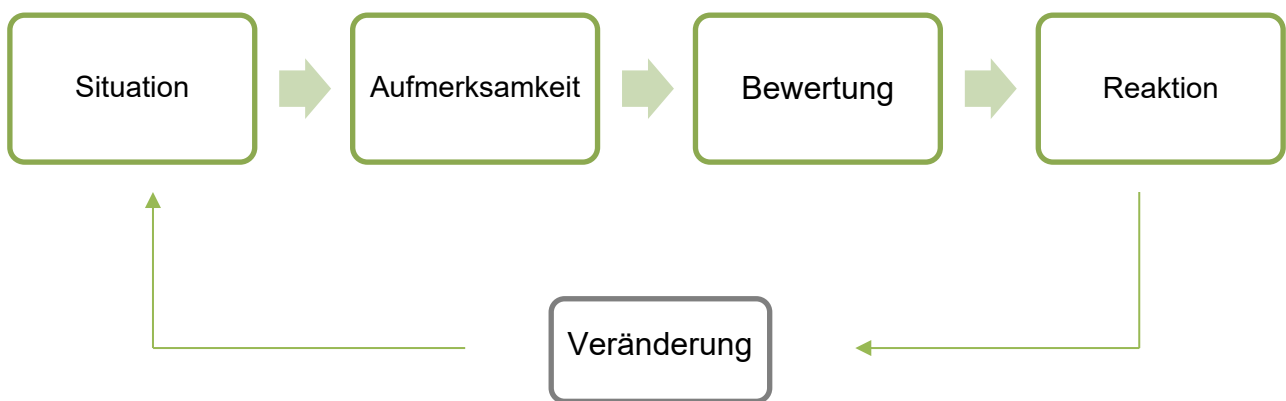 Situation
Aufmerksamkeit
Bewertung
Reaktion
Veränderung